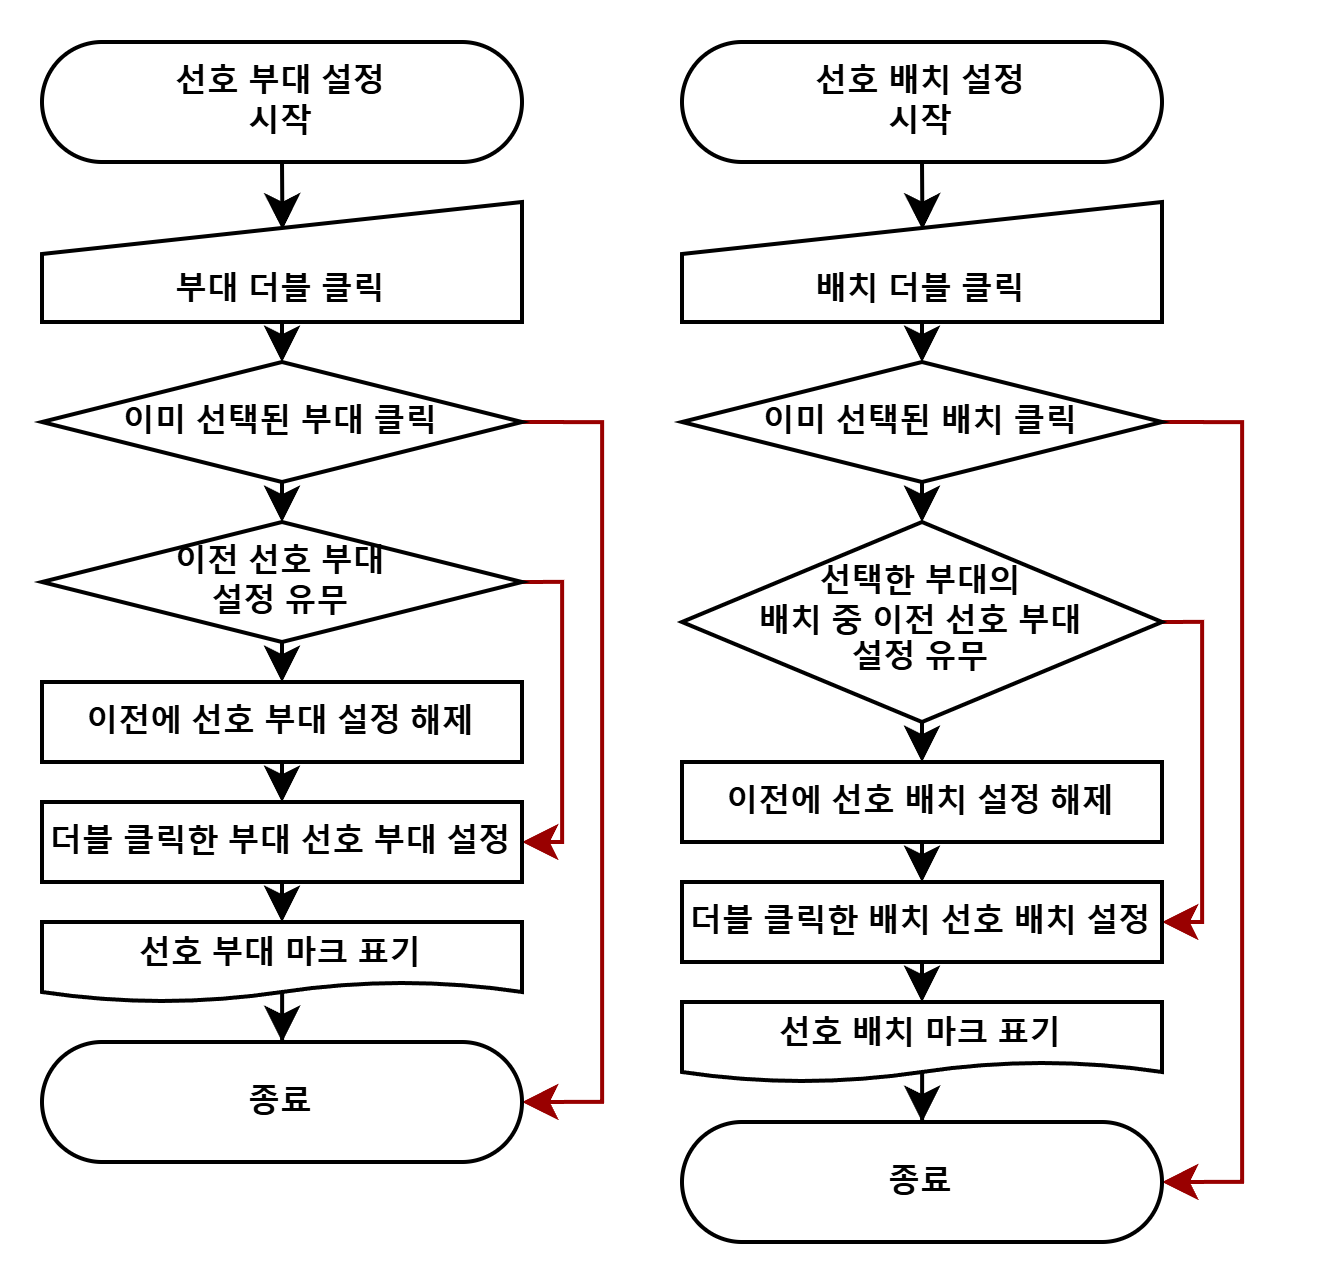 선호 부대 설정
시작
부대 더블 클릭
이미 선택된 부대 클릭
이전 선호 부대
설정 유무
이전에 선호 부대 설정 해제
더블 클릭한 부대 선호 부대 설정
선호 부대 마크 표기
종료
선호 배치 설정
시작
배치 더블 클릭
이미 선택된 배치 클릭
선택한 부대의
배치 중 이전 선호 부대
설정 유무
이전에 선호 배치 설정 해제
더블 클릭한 배치 선호 배치 설정
선호 배치 마크 표기
종료